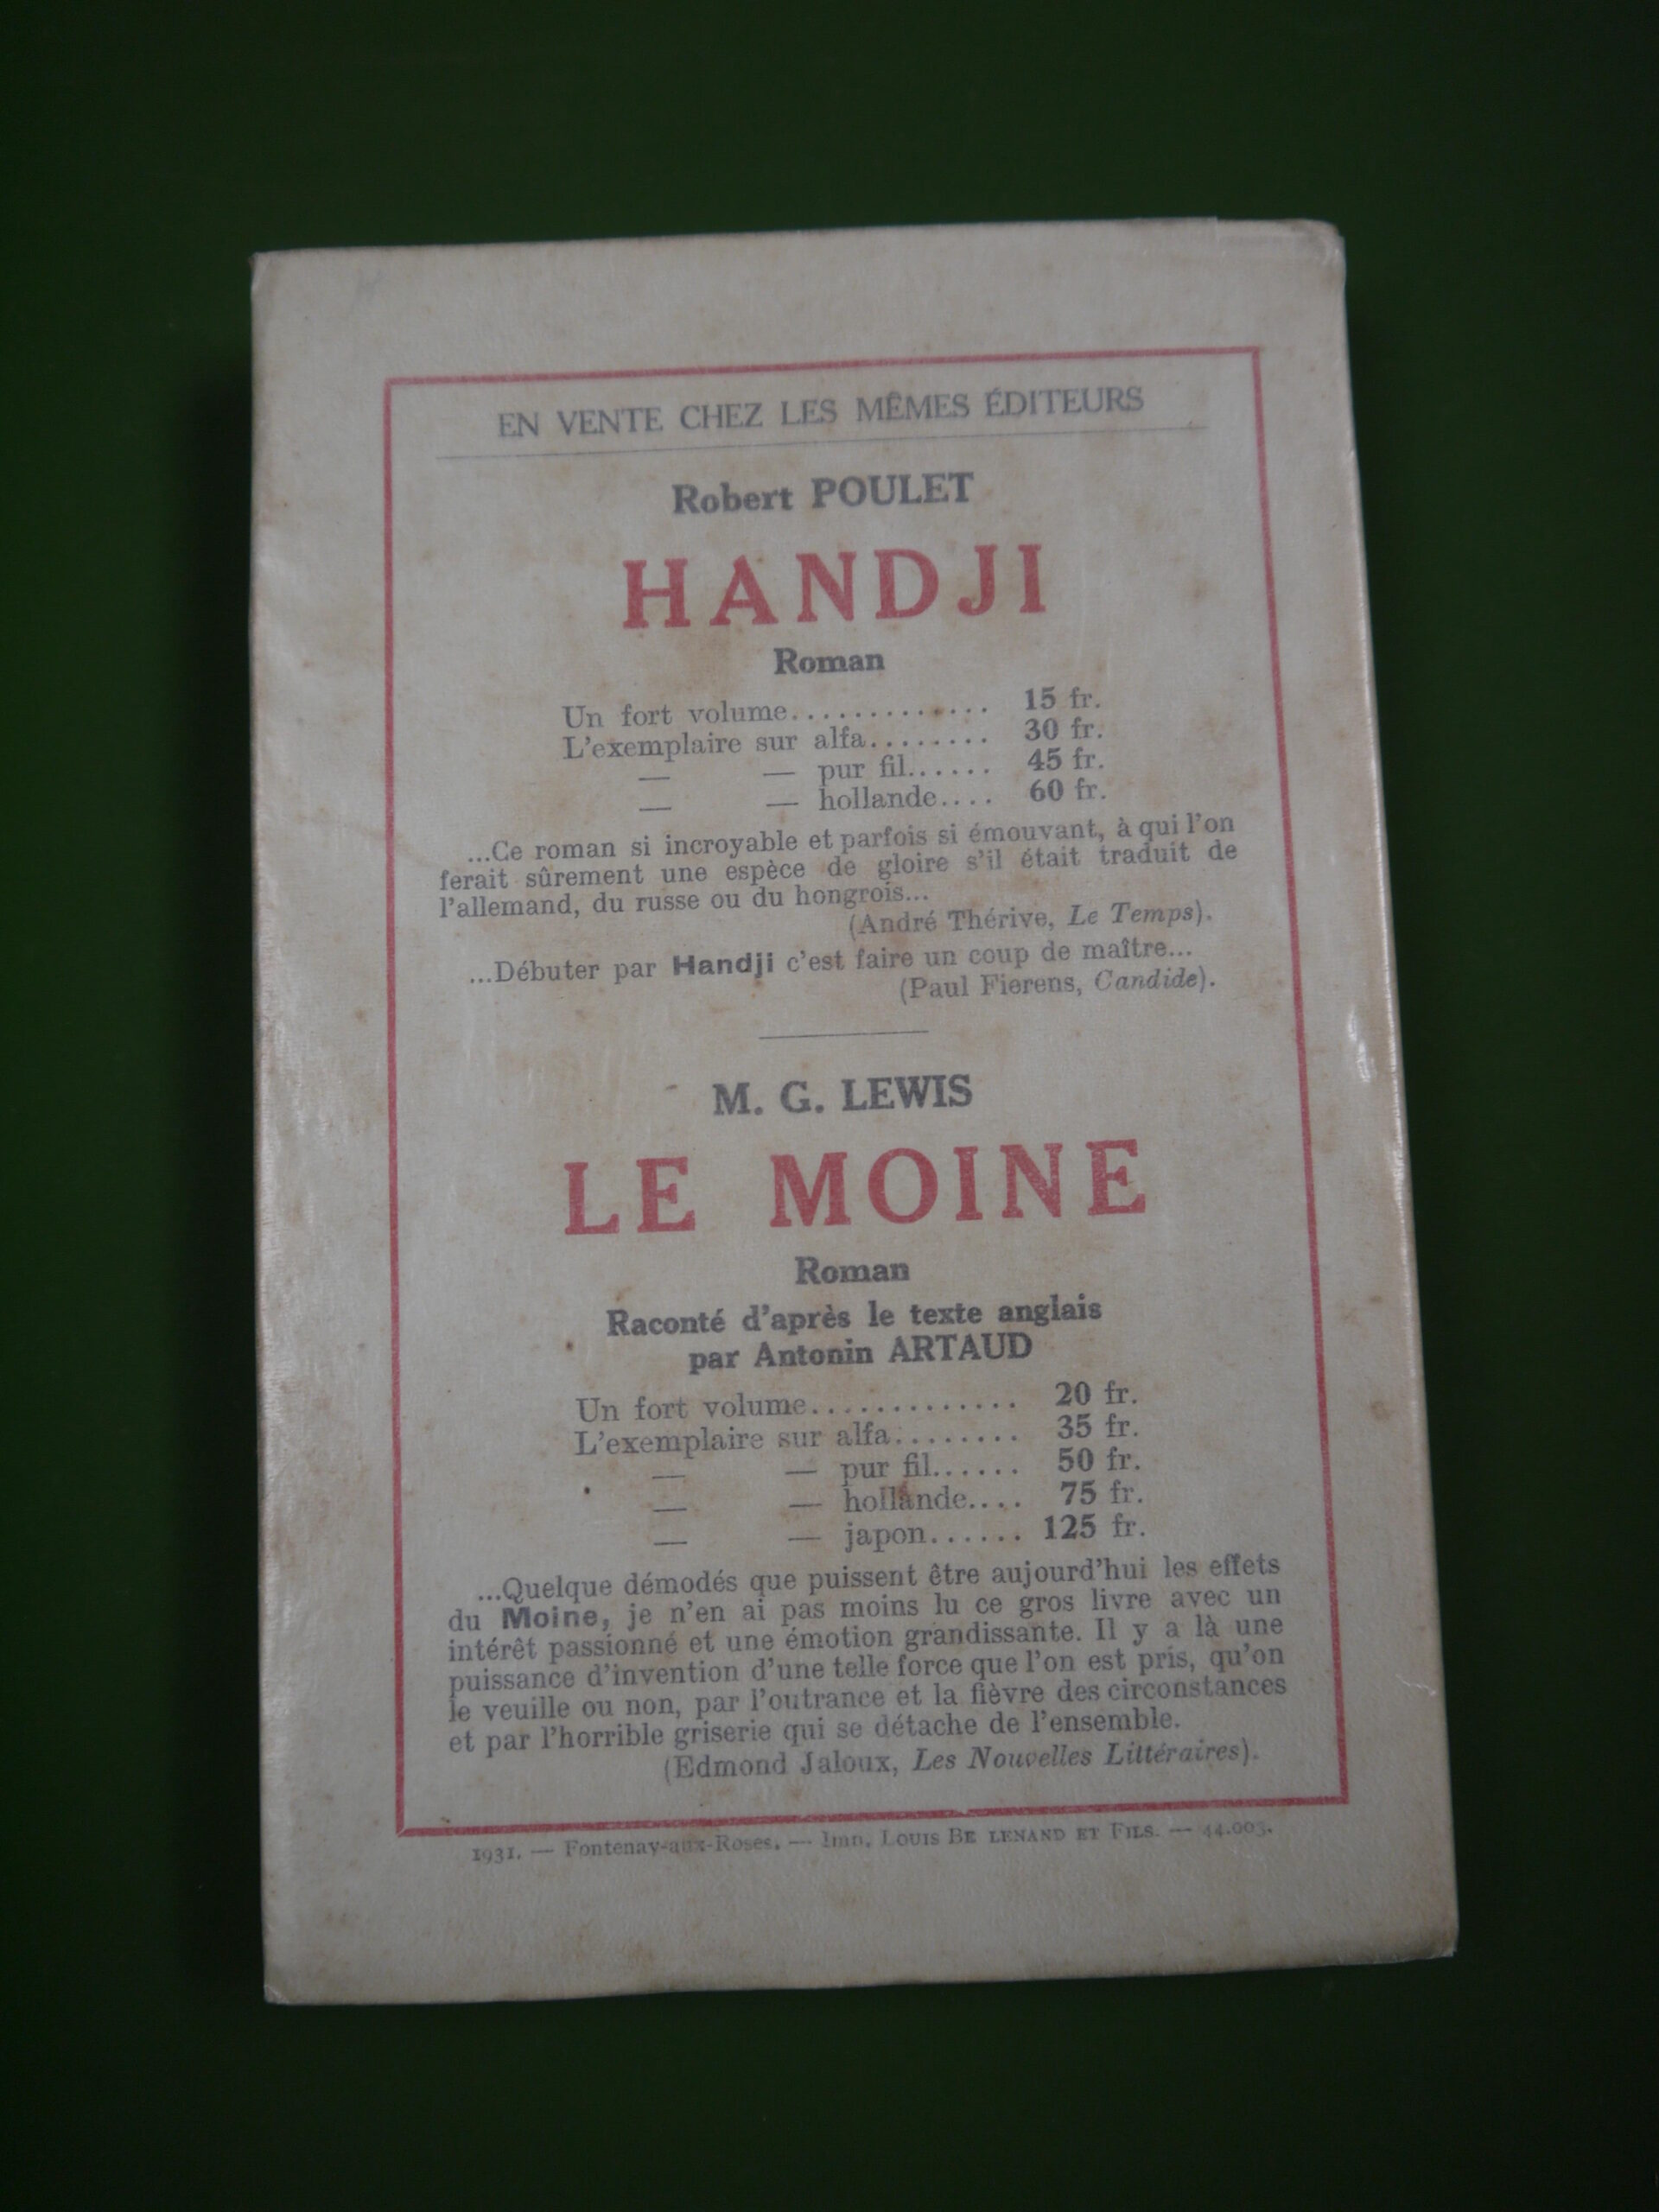 EN VENTE CHEZ LES MÊMES ÉDITEURS
Robert POULET
HANDJI
Roman
Un fort volume.............. 15 fr.
L'exemplaire sur alfa........ 30 fr.
— — pur fil...... 45 fr.
— — hollande.... 60 fr.
...Ce roman si incroyable et parfois si émouvant, à qui l'on
ferait sûrement une espèce de gloire s'il était traduit de
l'allemand, du russe ou du hongrois...
(André Thérive, Le Temps).
...Débuter par Handji c'est faire un coup de maître...
(Paul Fierens, Candide).
M. G. LEWIS
LE MOINE
Roman
Raconté d'après le texte anglais
par Antonin ARTAUD
Un fort volume............. 20 fr.
L'exemplaire sur alfa........ 35 fr.
— — pur fil...... 50 fr.
— — hollande.... 75 fr.
— — japon...... 125 fr.
...Quelque démodés que puissent être aujourd'hui les effets
du Moine, je n'en ai pas moins lu ce gros livre avec un
intérêt passionné et une émotion grandissante. Il y a là une
puissance d'invention d'une telle force que l'on est pris, qu'on
le veuille ou non, par l'outrance et la fièvre des circonstances
et par l'horrible griserie qui se détache de l'ensemble.
(Edmond Jaloux, Les Nouvelles Littéraires).
1931. — Fontenay-aux-Roses. — Imp. Louis Bellenand et Fils. — 44.003.